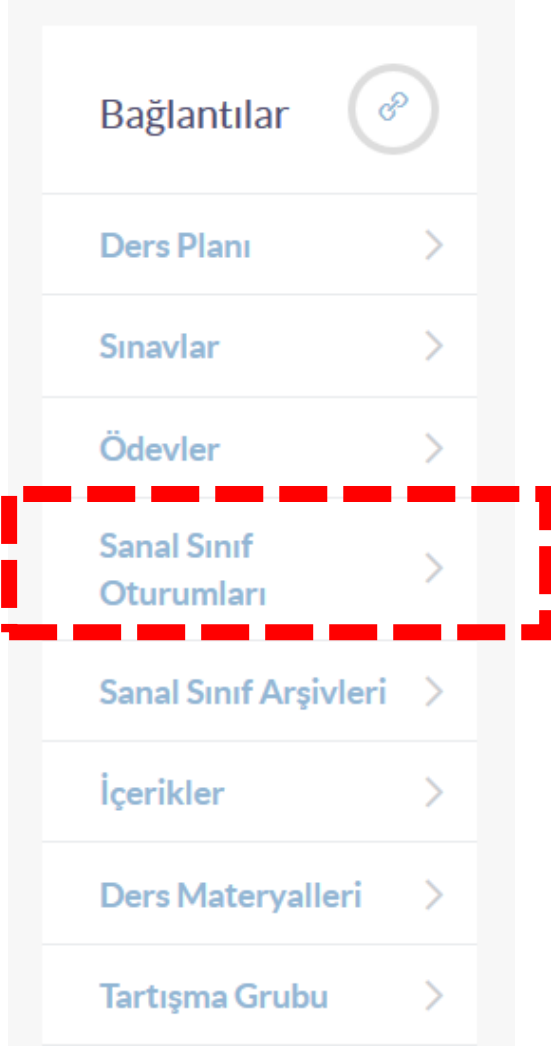 Bağlantılar
Ders Planı
Sınavlar
Ödevler
Sanal Sınıf
Oturumları
Sanal Sınıf Arşivleri
İçerikler
Ders Materyalleri
Tartışma Grubu